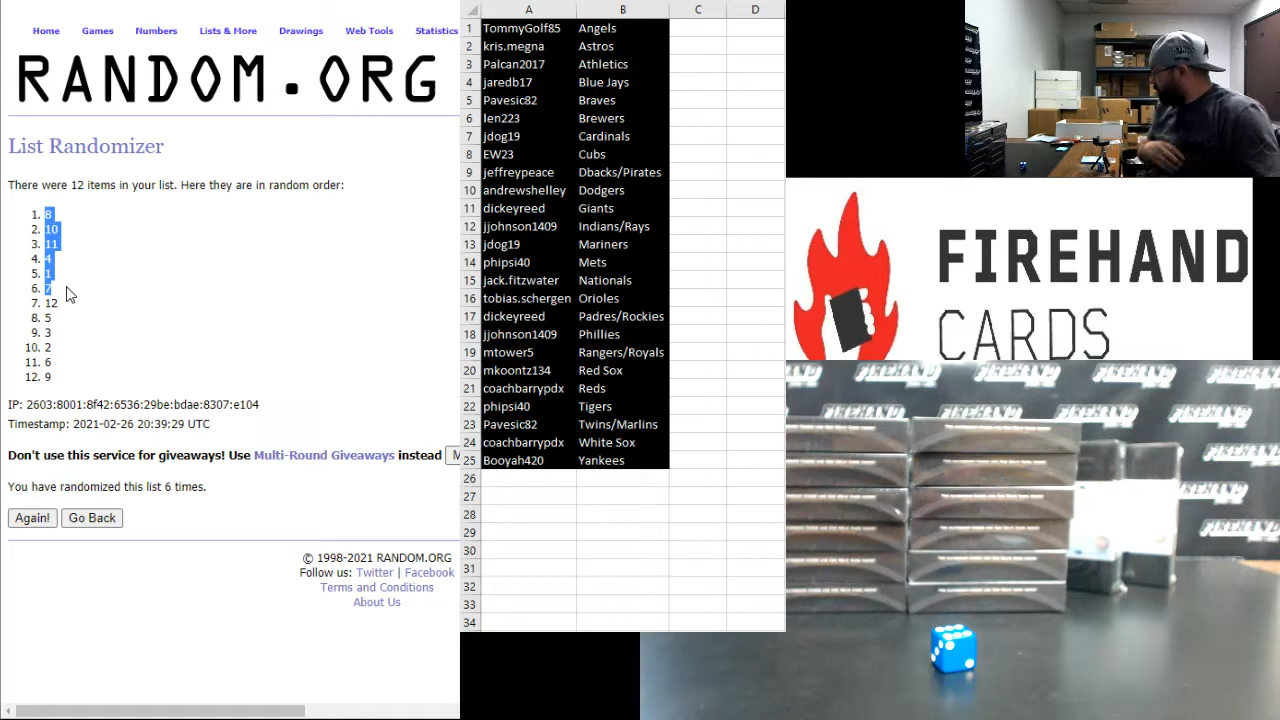 Home Games Numbers Lists & More Drawings Web Tools Statistics
RANDOM.ORG
List Randomizer
There were 12 items in your list. Here they are in random order:
1. 8
2. 10
3. 11
4. 4
5. 1
6. 7
7. 12
8. 5
9. 3
10. 2
11. 6
12. 9
IP: 2603:8001:8f42:6536:29be:bdae:8307:e104
Timestamp: 2021-02-26 20:39:29 UTC
Don't use this service for giveaways! Use Multi-Round Giveaways instead
You have randomized this list 6 times.
Again! Go Back
© 1998-2021 RANDOM.ORG
Follow us: Twitter | Facebook
Terms and Conditions
About Us
A B C D
1 TommyGolf85 Angels
2 kris.megna Astros
3 Palcan2017 Athletics
4 jaredb17 Blue Jays
5 Pavesic82 Braves
6 len223 Brewers
7 jdog19 Cardinals
8 EW23 Cubs
9 jeffreypeace Dbacks/Pirates
10 andrewshelley Dodgers
11 dickeyreed Giants
12 jjohnson1409 Indians/Rays
13 jdog19 Mariners
14 phipsi40 Mets
15 jack.fitzwater Nationals
16 tobias.schergen Orioles
17 dickeyreed Padres/Rockies
18 jjohnson1409 Phillies
19 mtower5 Rangers/Royals
20 mkoontz134 Red Sox
21 coachbarrypdx Reds
22 phipsi40 Tigers
23 Pavesic82 Twins/Marlins
24 coachbarrypdx White Sox
25 Booyah420 Yankees
26
27
28
29
30
31
32
33
34
FIREHAND
CARDS